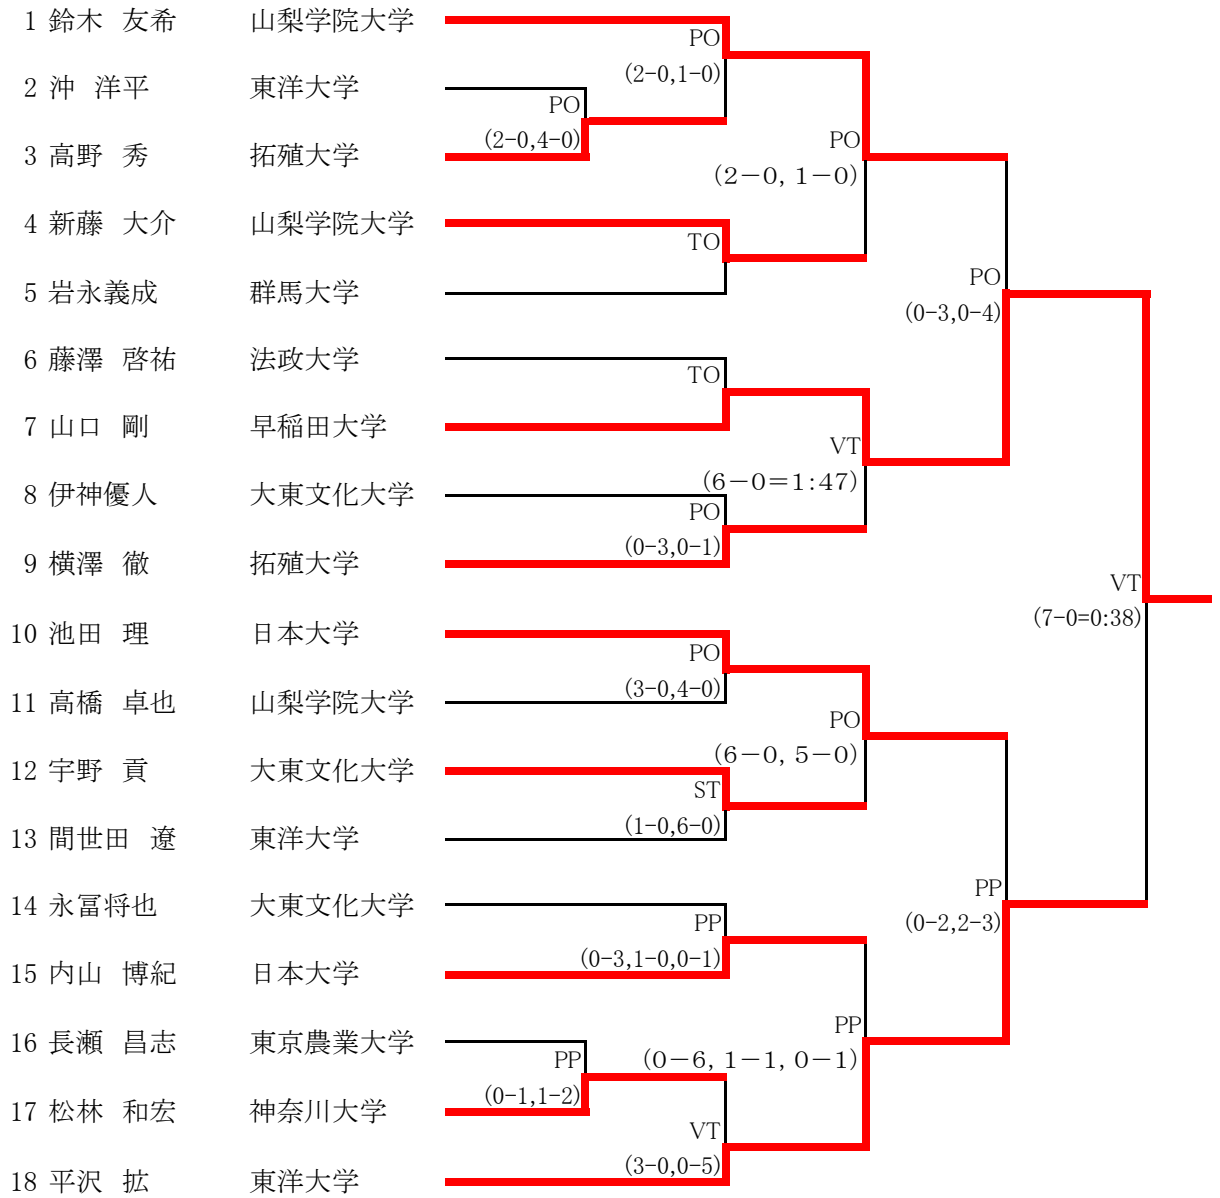 1 鈴木 友希 山梨学院大学
PO
(2-0,1-0)
2 沖 洋平 東洋大学
PO
(2-0,4-0)
3 高野 秀 拓殖大学
PO
(2−0, 1−0)
4 新藤 大介 山梨学院大学
TO
5 岩永義成 群馬大学
PO
(0-3,0-4)
6 藤澤 啓祐 法政大学
TO
7 山口 剛 早稲田大学
VT
(6−0=1:47)
8 伊神優人 大東文化大学
PO
(0-3,0-1)
9 横澤 徹 拓殖大学
VT
(7-0=0:38)
10 池田 理 日本大学
PO
(3-0,4-0)
11 高橋 卓也 山梨学院大学
PO
(6−0, 5−0)
12 宇野 貢 大東文化大学
ST
(1-0,6-0)
13 間世田 遼 東洋大学
PP
(0-2,2-3)
14 永冨将也 大東文化大学
PP
(0-3,1-0,0-1)
15 内山 博紀 日本大学
PP
(0−6, 1−1, 0−1)
16 長瀬 昌志 東京農業大学
PP
(0-1,1-2)
17 松林 和宏 神奈川大学
VT
(3-0,0-5)
18 平沢 拡 東洋大学